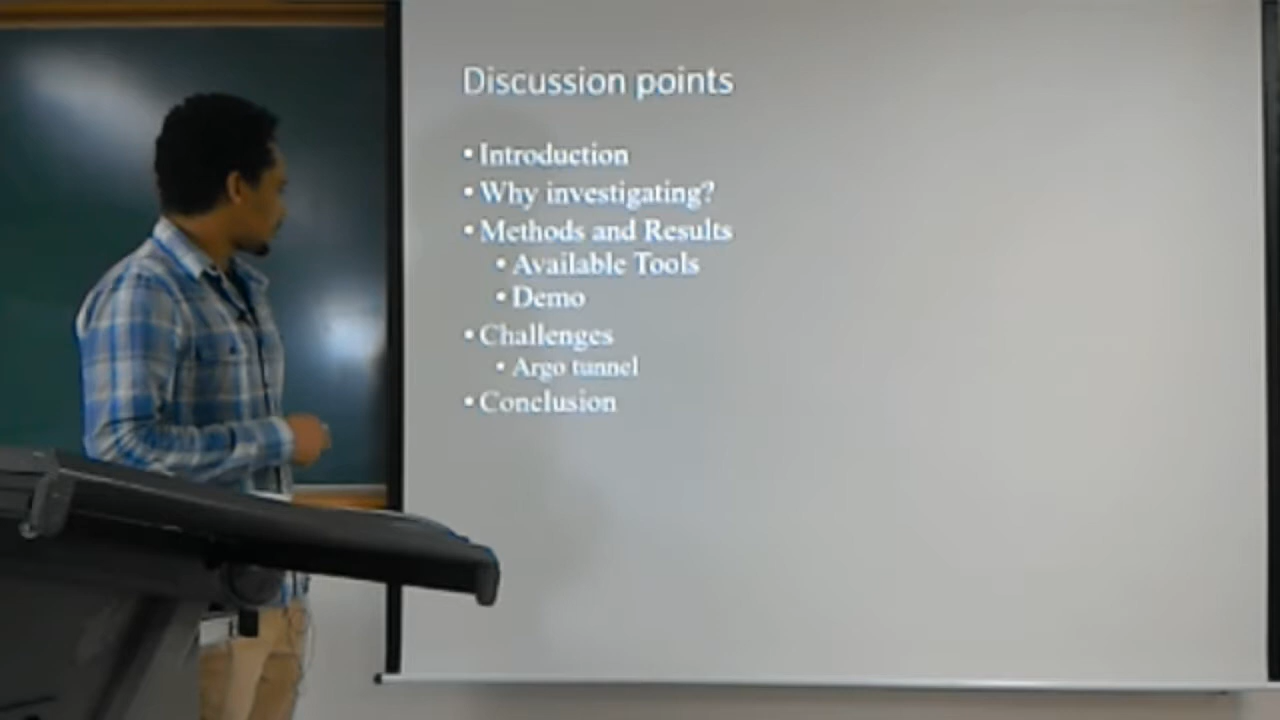 Discussion points
• Introduction
• Why investigating?
• Methods and Results
• Available Tools
• Demo
• Challenges
• Argo tunnel
• Conclusion